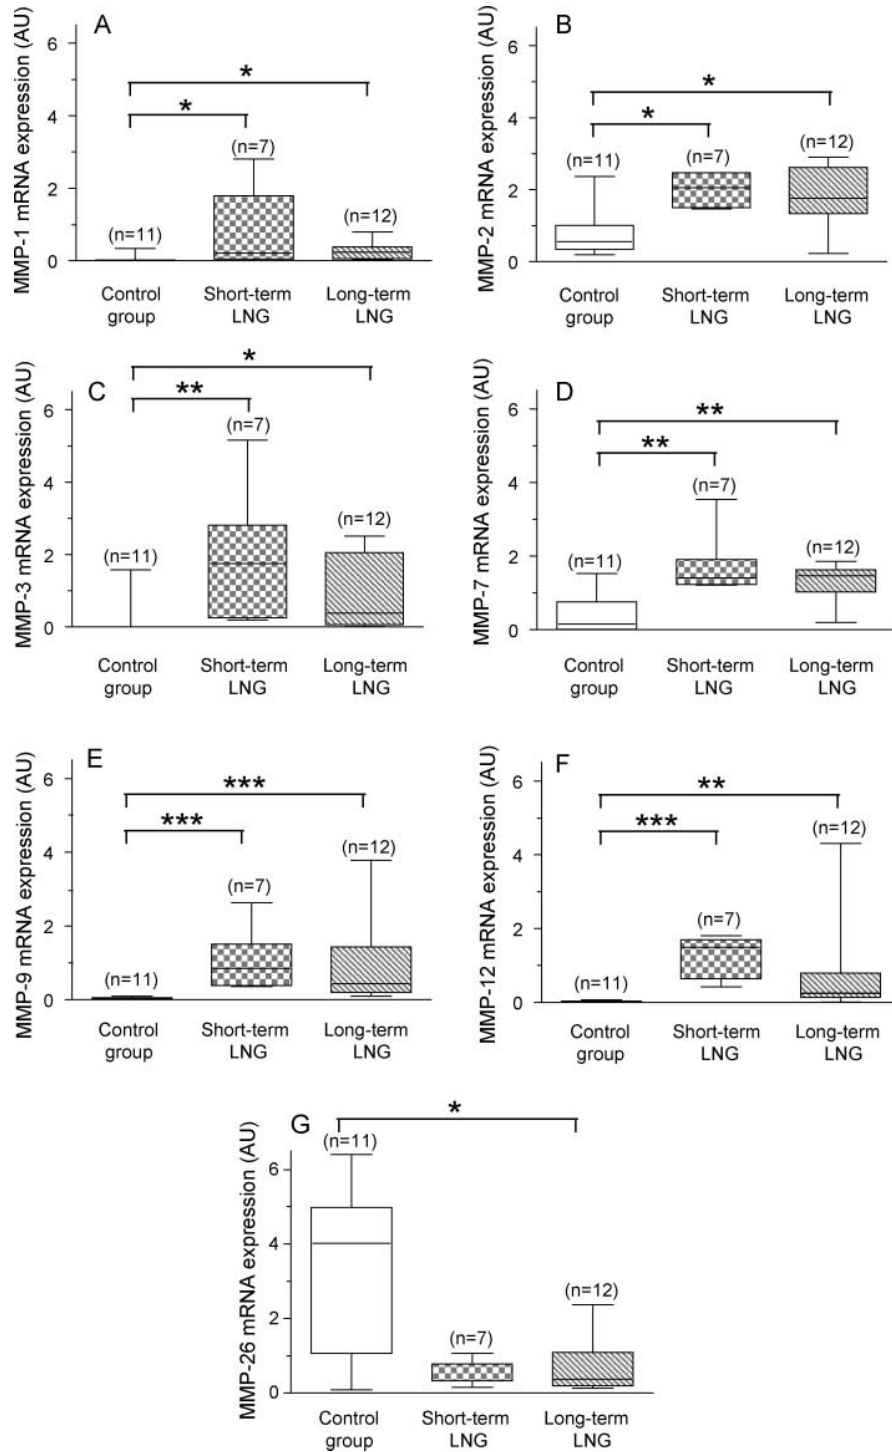 A
MMP-1 mRNA expression (AU)
6
4
2
0
*
*
(n=11)
(n=7)
(n=12)
Control group
Short-term LNG
Long-term LNG
B
MMP-2 mRNA expression (AU)
6
4
2
0
*
*
(n=11)
(n=7)
(n=12)
Control group
Short-term LNG
Long-term LNG
C
MMP-3 mRNA expression (AU)
6
4
2
0
*
**
(n=11)
(n=7)
(n=12)
Control group
Short-term LNG
Long-term LNG
D
MMP-7 mRNA expression (AU)
6
4
2
0
**
**
(n=11)
(n=7)
(n=12)
Control group
Short-term LNG
Long-term LNG
E
MMP-9 mRNA expression (AU)
6
4
2
0
***
***
(n=11)
(n=7)
(n=12)
Control group
Short-term LNG
Long-term LNG
F
MMP-12 mRNA expression (AU)
6
4
2
0
**
***
(n=11)
(n=7)
(n=12)
Control group
Short-term LNG
Long-term LNG
G
MMP-26 mRNA expression (AU)
6
4
2
0
*
(n=11)
(n=7)
(n=12)
Control group
Short-term LNG
Long-term LNG